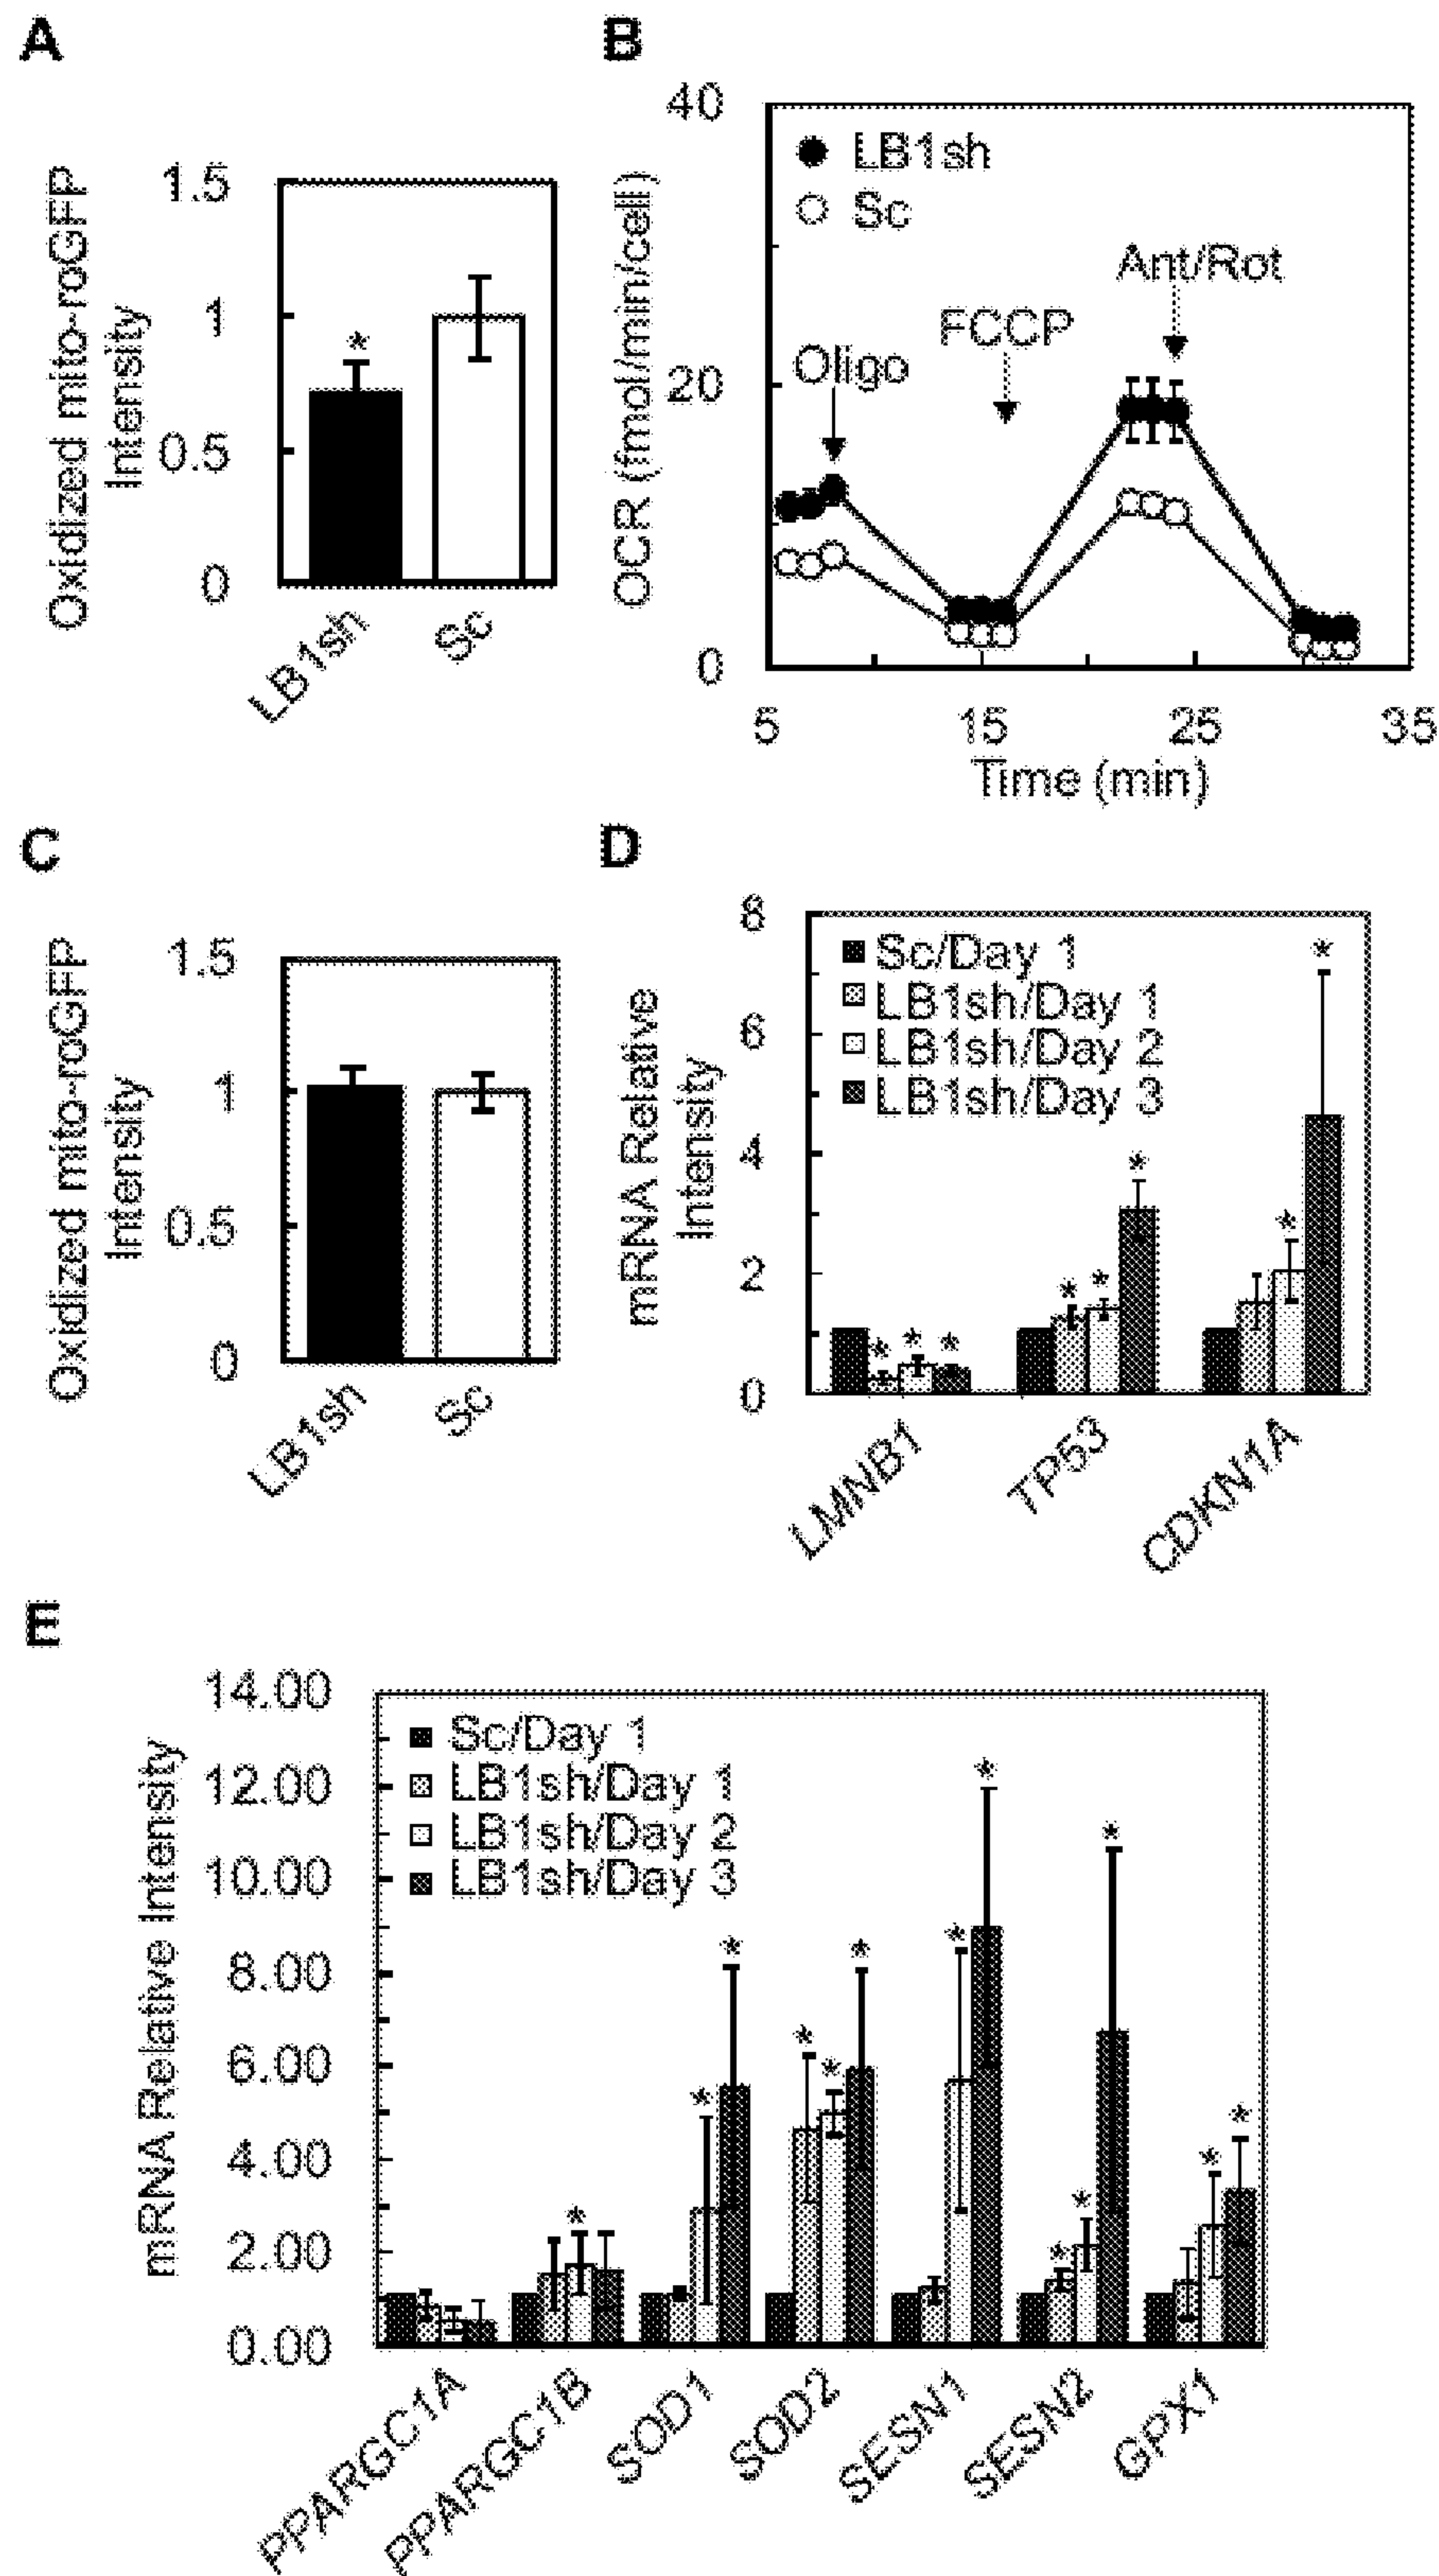 A
Oxidized mito-roGFP
Intensity
1.5
1
0.5
0
*
LB1sh
Sc
B
OCR (fmol/min/cell)
40
20
0
LB1sh
Sc
Oligo
FCCP
Ant/Rot
5
15
25
35
Time (min)
C
Oxidized mito-roGFP
Intensity
1.5
1
0.5
0
LB1sh
Sc
D
mRNA Relative
Intensity
8
6
4
2
0
Sc/Day 1
LB1sh/Day 1
LB1sh/Day 2
LB1sh/Day 3
* * *
* * *
* *
LMNB1
TP53
CDKN1A
E
mRNA Relative Intensity
14.00
12.00
10.00
8.00
6.00
4.00
2.00
0.00
Sc/Day 1
LB1sh/Day 1
LB1sh/Day 2
LB1sh/Day 3
*
* *
* * *
* *
* * *
* *
PPARGC1A
PPARGC1B
SOD1
SOD2
SESN1
SESN2
GPX1